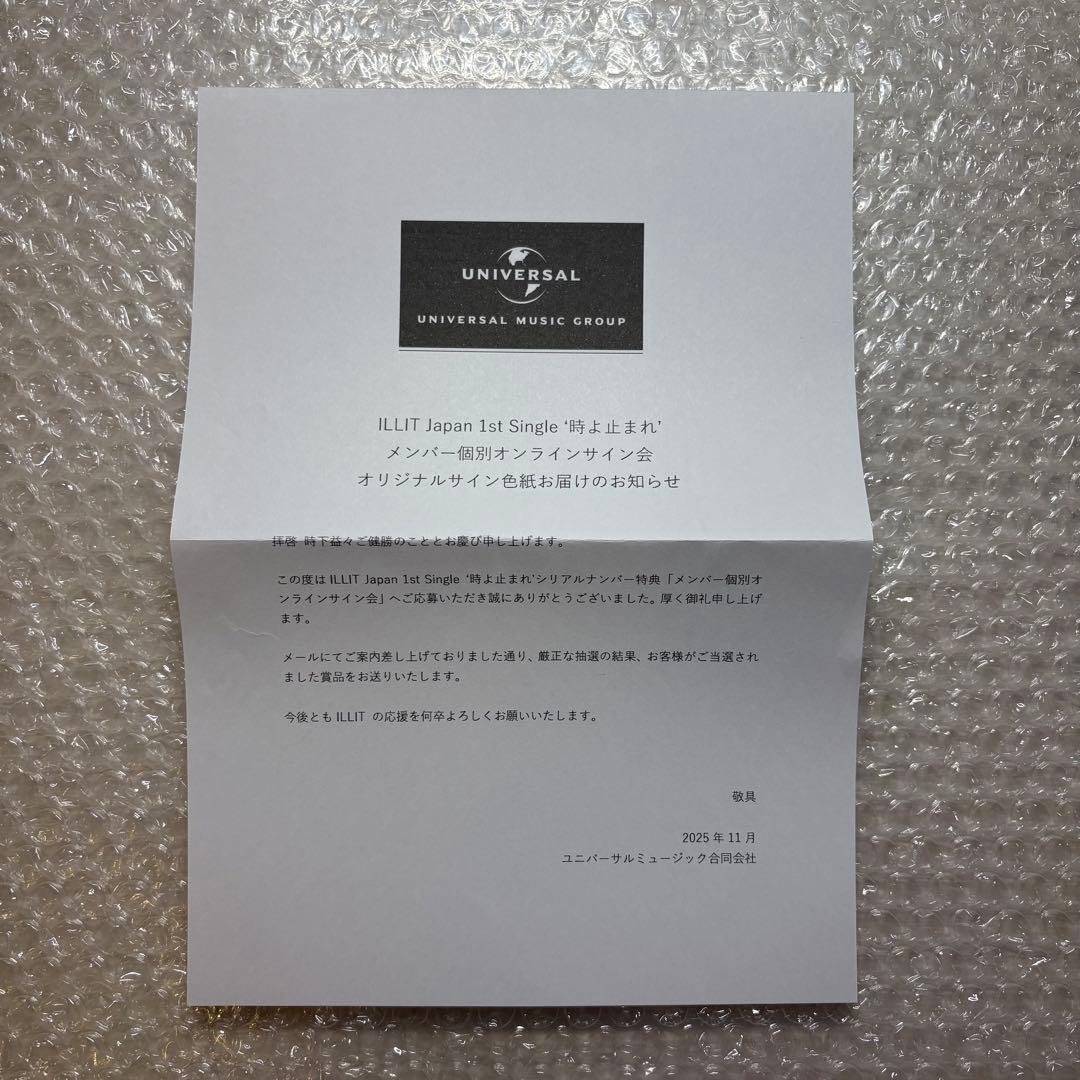 UNIVERSAL
UNIVERSAL MUSIC GROUP
ILLIT Japan 1st Single ‘時よ止まれ’
メンバー個別オンラインサイン会
オリジナルサイン色紙お届けのお知らせ
拝啓 時下益々ご健勝のこととお慶び申し上げます。
この度は ILLIT Japan 1st Single ‘時よ止まれ’シリアルナンバー特典「メンバー個別オ
ンラインサイン会」へご応募いただき誠にありがとうございました。厚く御礼申し上げ
ます。
メールにてご案内差し上げておりました通り、厳正な抽選の結果、お客様がご当選され
ました賞品をお送りいたします。
今後とも ILLIT の応援を何卒よろしくお願いいたします。
敬具
2025 年 11 月
ユニバーサルミュージック合同会社